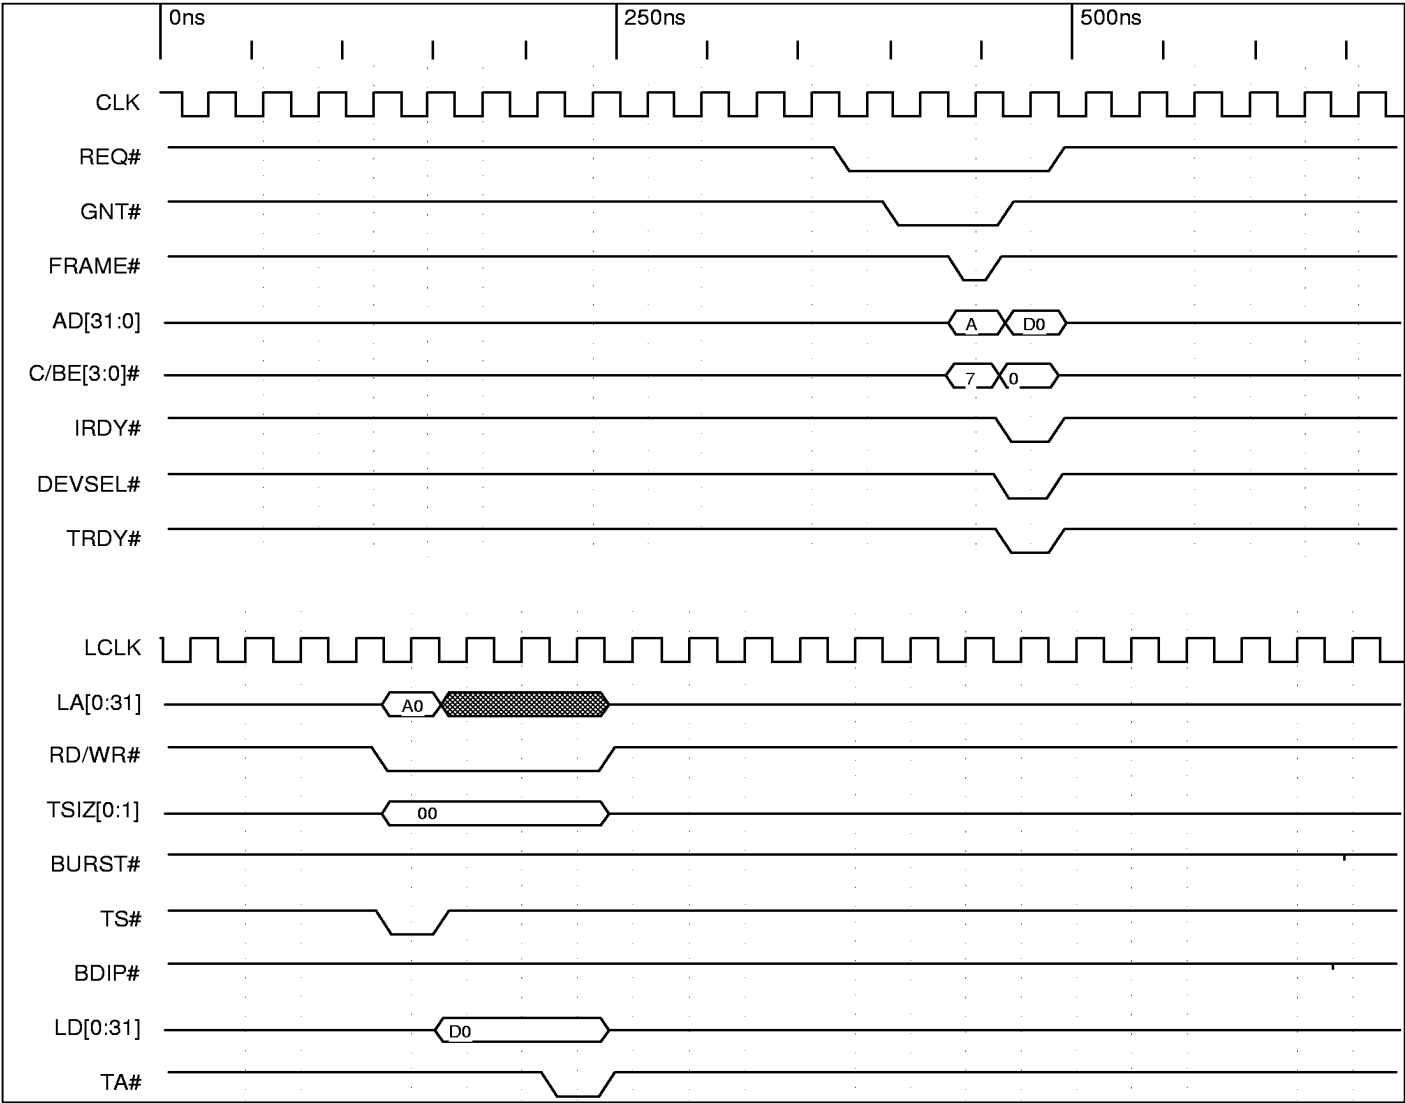 0ns 250ns 500ns
CLK
REQ#
GNT#
FRAME#
AD[31:0] A D0
C/BE[3:0]# 7 0
IRDY#
DEVSEL#
TRDY#
LCLK
LA[0:31] A0
RD/WR#
TSIZ[0:1] 00
BURST#
TS#
BDIP#
LD[0:31] D0
TA#